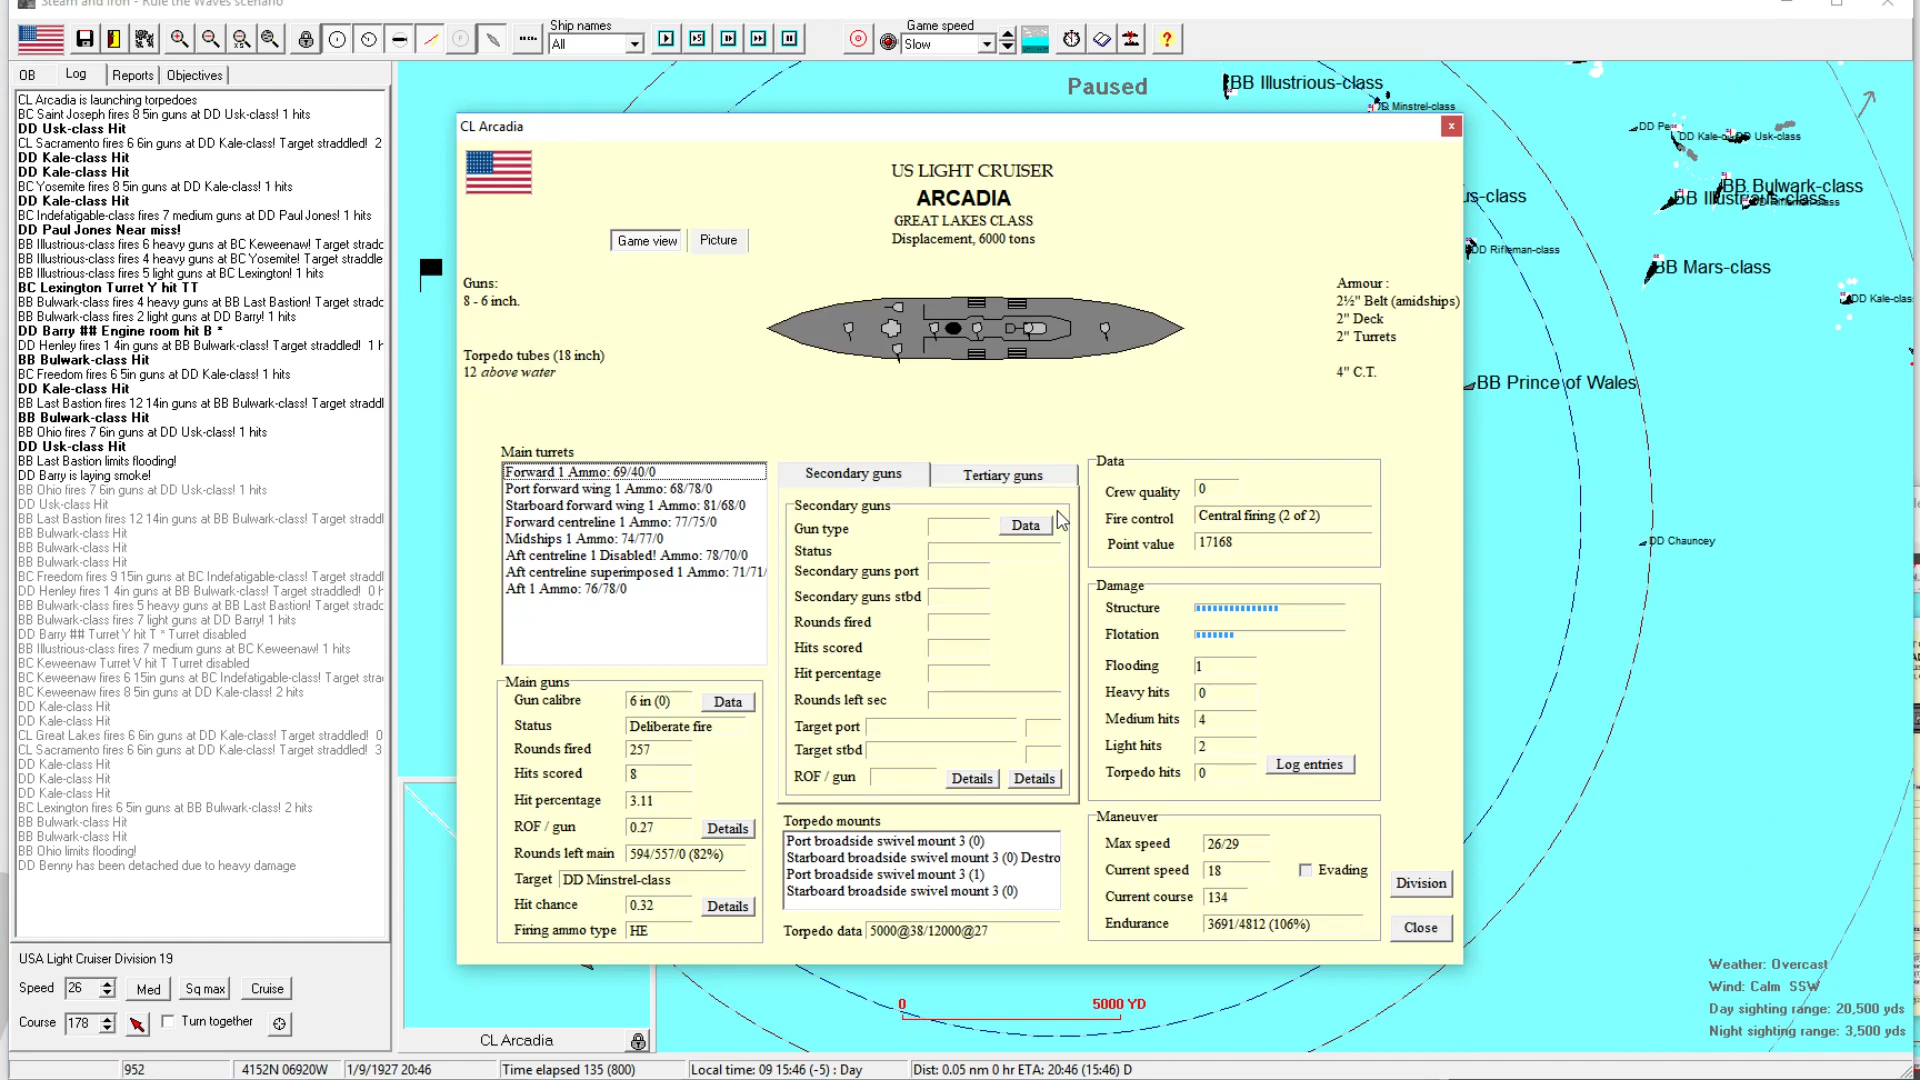 Steam and Iron - Rule the Waves scenario
Ship names
All
Game speed
Slow
OB
Log
Reports
Objectives
CL Arcadia is launching torpedoes
BC Saint Joseph fires 8 5in guns at DD Usk-class! 1 hits
DD Usk-class Hit
CL Sacramento fires 6 6in guns at DD Kale-class! Target straddled! 2
DD Kale-class Hit
DD Kale-class Hit
BC Yosemite fires 8 5in guns at DD Kale-class! 1 hits
DD Kale-class Hit
BC Indefatigable-class fires 7 medium guns at DD Paul Jones! 1 hits
DD Paul Jones Near miss!
BB Illustrious-class fires 6 heavy guns at BC Keweenaw! Target stradd
BB Illustrious-class fires 4 heavy guns at BC Yosemite! Target straddle
BB Illustrious-class fires 5 light guns at BC Lexington! 1 hits
BC Lexington Turret Y hit TT
BB Bulwark-class fires 4 heavy guns at BB Last Bastion! Target stradd
BB Bulwark-class fires 2 light guns at DD Barry! 1 hits
DD Barry ## Engine room hit B *
DD Henley fires 1 4in guns at BB Bulwark-class! Target straddled! 1 h
BB Bulwark-class Hit
BC Freedom fires 6 5in guns at DD Kale-class! 1 hits
DD Kale-class Hit
BB Last Bastion fires 12 14in guns at BB Bulwark-class! Target straddl
BB Bulwark-class Hit
BB Ohio fires 7 6in guns at DD Usk-class! 1 hits
DD Usk-class Hit
BB Last Bastion limits flooding!
DD Barry is laying smoke!
BB Ohio fires 7 6in guns at DD Usk-class! 1 hits
DD Usk-class Hit
BB Last Bastion fires 12 14in guns at BB Bulwark-class! Target straddl
BB Bulwark-class Hit
BB Bulwark-class Hit
BB Bulwark-class Hit
BC Freedom fires 9 15in guns at BC Indefatigable-class! Target straddl
DD Henley fires 1 4in guns at BB Bulwark-class! Target straddled! 0 h
BB Bulwark-class fires 5 heavy guns at BB Last Bastion! Target stradd
BB Bulwark-class fires 7 light guns at DD Barry! 1 hits
DD Barry ## Turret Y hit T * Turret disabled
BB Illustrious-class fires 7 medium guns at BC Keweenaw! 1 hits
BC Keweenaw Turret V hit T Turret disabled
BC Keweenaw fires 6 15in guns at BC Indefatigable-class! Target stra
BC Keweenaw fires 8 5in guns at DD Kale-class! 2 hits
DD Kale-class Hit
DD Kale-class Hit
CL Great Lakes fires 6 6in guns at DD Kale-class! Target straddled! 0
CL Sacramento fires 6 6in guns at DD Kale-class! Target straddled! 3
DD Kale-class Hit
DD Kale-class Hit
DD Kale-class Hit
BC Lexington fires 6 5in guns at BB Bulwark-class! 2 hits
BB Bulwark-class Hit
BB Bulwark-class Hit
BB Ohio limits flooding!
DD Benny has been detached due to heavy damage
USA Light Cruiser Division 19
Speed 26 Med Sq max Cruise
Course 178 Turn together
Paused
BB Illustrious-class
Minstrel-class
DD Usk-class
BB Bulwark-class
us-class
DD Rifleman-class
BB Mars-class
DD Kale-class
BB Prince of Wales
DD Chauncey
CL Arcadia
US LIGHT CRUISER
ARCADIA
GREAT LAKES CLASS
Displacement, 6000 tons
Game view
Picture
Guns:
8 - 6 inch.
Torpedo tubes (18 inch)
12 above water
Armour :
2½" Belt (amidships)
2" Deck
2" Turrets
4" C.T.
Main turrets
Forward 1 Ammo: 69/40/0
Port forward wing 1 Ammo: 68/78/0
Starboard forward wing 1 Ammo: 81/68/0
Forward centreline 1 Ammo: 77/75/0
Midships 1 Ammo: 74/77/0
Aft centreline 1 Disabled! Ammo: 78/70/0
Aft centreline superimposed 1 Ammo: 71/71/
Aft 1 Ammo: 76/78/0
Main guns
Gun calibre 6 in (0) Data
Status Deliberate fire
Rounds fired 257
Hits scored 8
Hit percentage 3.11
ROF / gun 0.27 Details
Rounds left main 594/557/0 (82%)
Target DD Minstrel-class
Hit chance 0.32 Details
Firing ammo type HE
Secondary guns
Tertiary guns
Secondary guns
Gun type Data
Status
Secondary guns port
Secondary guns stbd
Rounds fired
Hits scored
Hit percentage
Rounds left sec
Target port
Target stbd
ROF / gun Details Details
Torpedo mounts
Port broadside swivel mount 3 (0)
Starboard broadside swivel mount 3 (0) Destro
Port broadside swivel mount 3 (1)
Starboard broadside swivel mount 3 (0)
Torpedo data 5000@38/12000@27
Data
Crew quality 0
Fire control Central firing (2 of 2)
Point value 17168
Damage
Structure
Flotation
Flooding 1
Heavy hits 0
Medium hits 4
Light hits 2
Torpedo hits 0
Log entries
Maneuver
Max speed 26/29
Current speed 18
Evading
Current course 134
Endurance 3691/4812 (106%)
Division
Close
0 5000 YD
Weather: Overcast
Wind: Calm SSW
Day sighting range: 20,500 yds
Night sighting range: 3,500 yds
CL Arcadia
952
4152N 06920W
1/9/1927 20:46
Time elapsed 135 (800)
Local time: 09 15:46 (-5) : Day
Dist: 0.05 nm 0 hr ETA: 20:46 (15:46) D